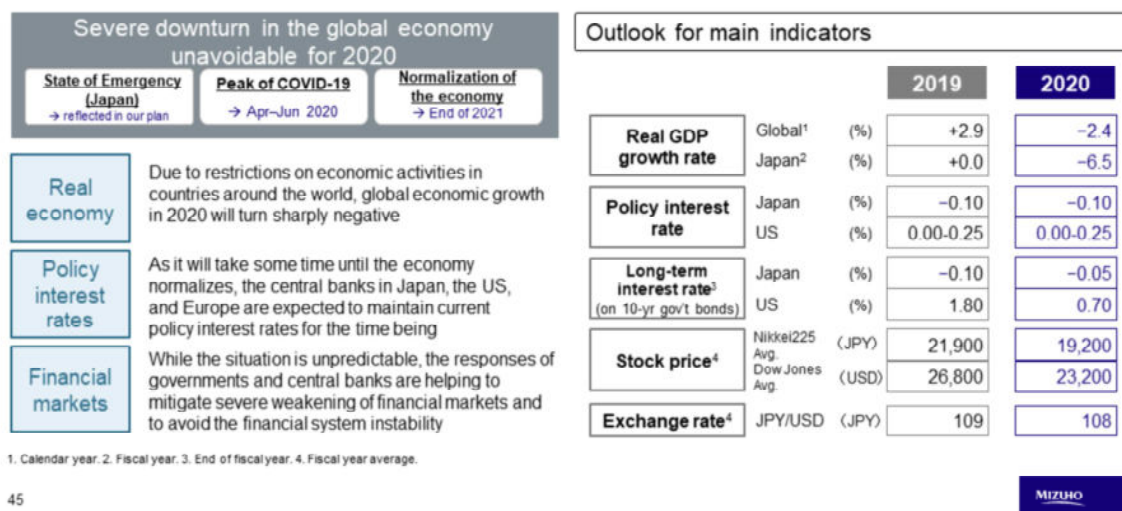 Severe downturn in the global economy
unavoidable for 2020
State of Emergency
(Japan)
→ reflected in our plan
Peak of COVID-19
→ Apr–Jun 2020
Normalization of
the economy
→ End of 2021
Real
economy
Due to restrictions on economic activities in
countries around the world, global economic growth
in 2020 will turn sharply negative
Policy
interest
rates
As it will take some time until the economy
normalizes, the central banks in Japan, the US,
and Europe are expected to maintain current
policy interest rates for the time being
Financial
markets
While the situation is unpredictable, the responses of
governments and central banks are helping to
mitigate severe weakening of financial markets and
to avoid the financial system instability
Outlook for main indicators
2019 2020
Real GDP
growth rate
Global¹ (%) +2.9 −2.4
Japan² (%) +0.0 −6.5
Policy interest
rate
Japan (%) −0.10 −0.10
US (%) 0.00-0.25 0.00-0.25
Long-term
interest rate³
(on 10-yr gov't bonds)
Japan (%) −0.10 −0.05
US (%) 1.80 0.70
Stock price⁴
Nikkei225
Avg.
(JPY) 21,900 19,200
Dow Jones
Avg.
(USD) 26,800 23,200
Exchange rate⁴ JPY/USD (JPY) 109 108
1. Calendar year. 2. Fiscal year. 3. End of fiscal year. 4. Fiscal year average.
45
MIZUHO